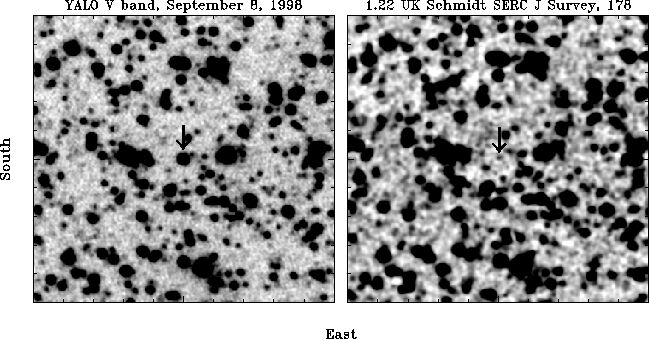 YALO V band, September 8, 1998
1.22 UK Schmidt SERC J Survey, 178
South
East